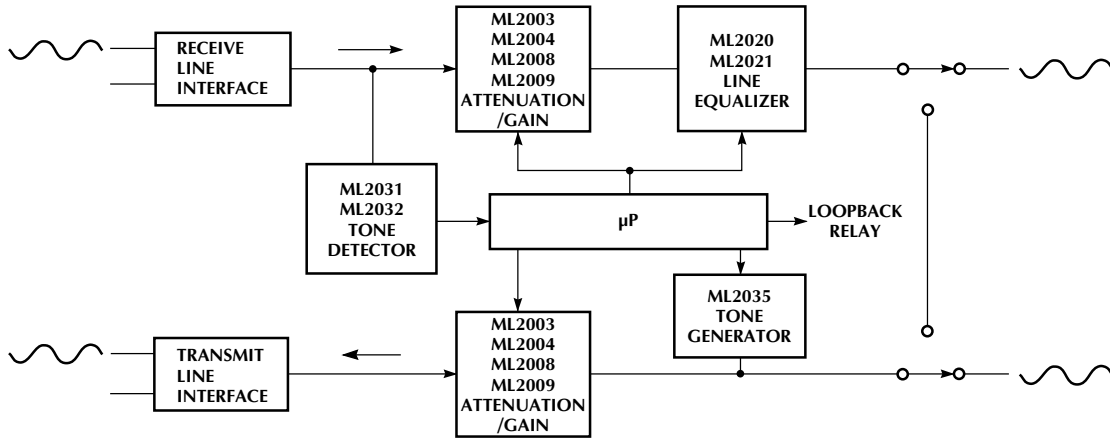 RECEIVE
LINE
INTERFACE
ML2003
ML2004
ML2008
ML2009
ATTENUATION
/GAIN
ML2020
ML2021
LINE
EQUALIZER
ML2031
ML2032
TONE
DETECTOR
µP
LOOPBACK
RELAY
ML2035
TONE
GENERATOR
TRANSMIT
LINE
INTERFACE
ML2003
ML2004
ML2008
ML2009
ATTENUATION
/GAIN